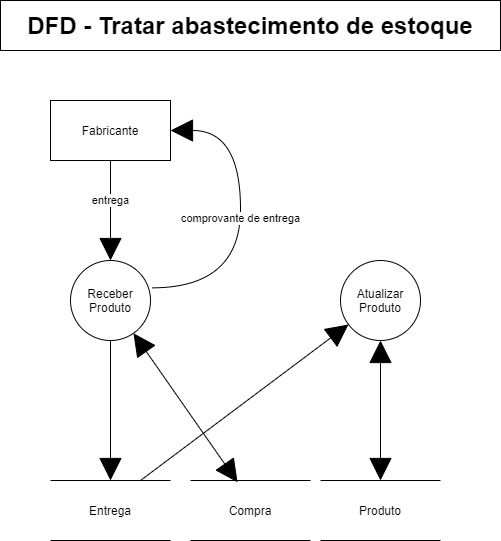 DFD - Tratar abastecimento de estoque
Fabricante
entrega
comprovante de entrega
Receber
Produto
Atualizar
Produto
Entrega
Compra
Produto